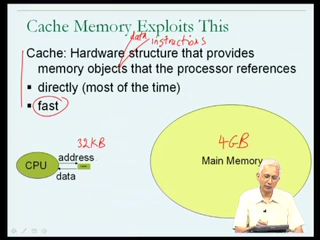 Cache Memory Exploits This
data instructions
Cache: Hardware structure that provides
memory objects that the processor references
directly (most of the time)
fast
32KB
4GB
address
CPU
data
Main Memory